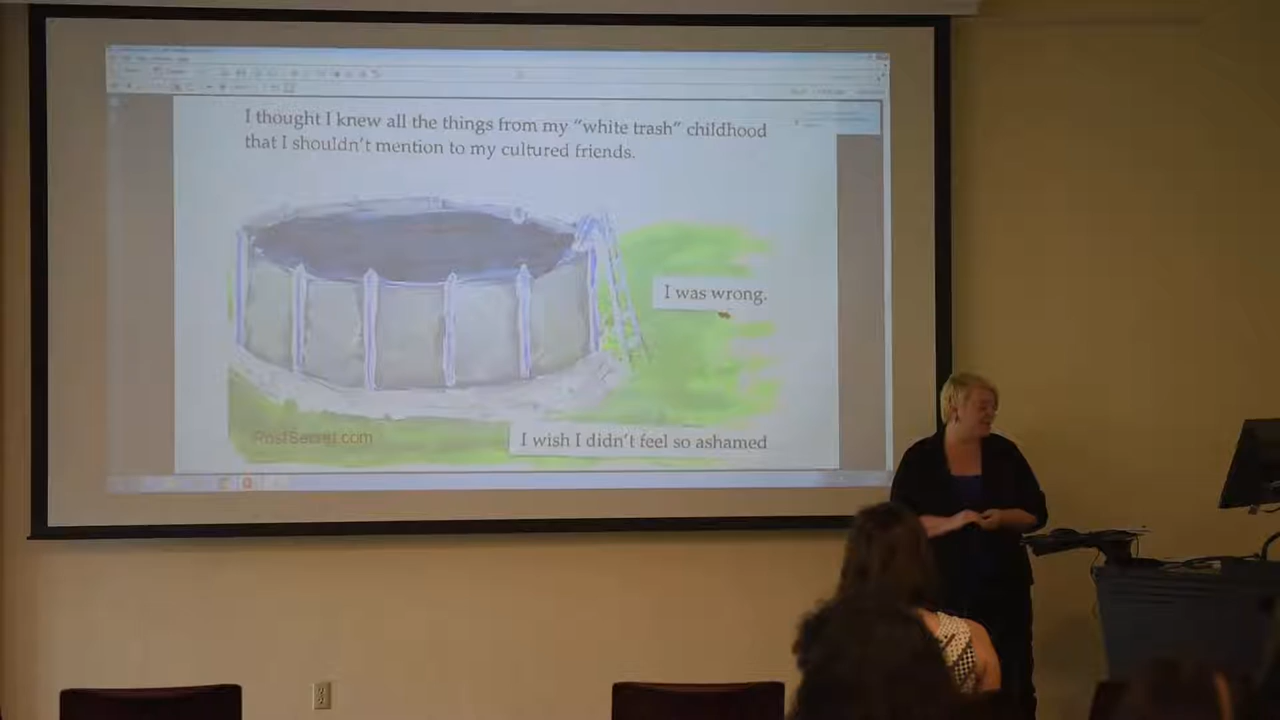 I thought I knew all the things from my “white trash” childhood
that I shouldn’t mention to my cultured friends.
I was wrong.
PostSecret.com
I wish I didn’t feel so ashamed